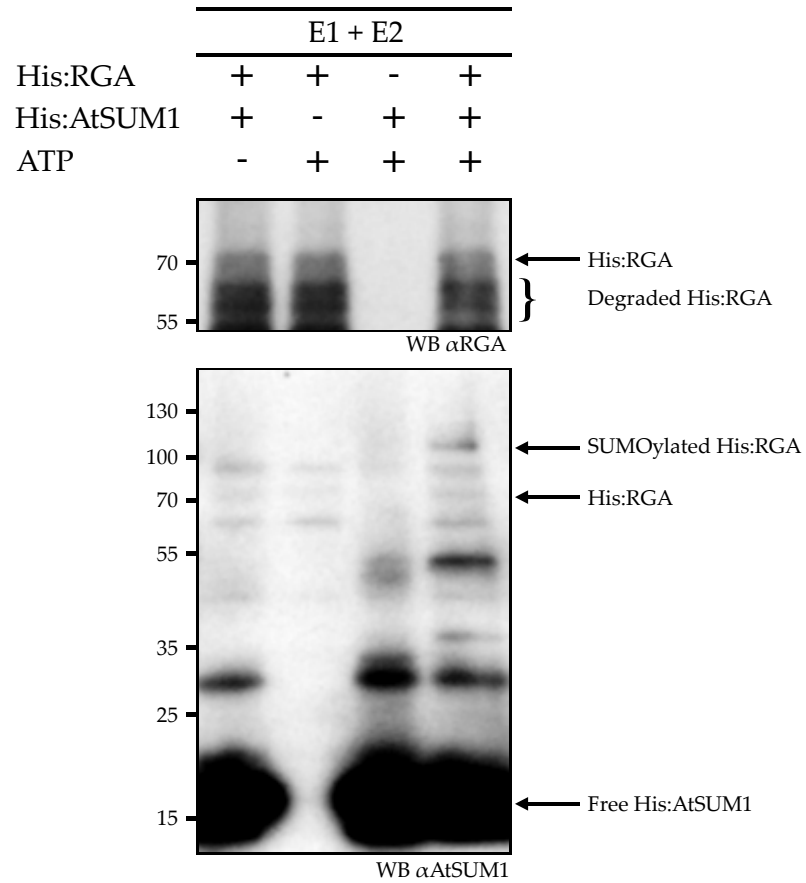 E1 + E2
His:RGA + + - +
His:AtSUM1 + - + +
ATP - + + +
70
55
His:RGA
} Degraded His:RGA
WB αRGA
130
100
70
55
35
25
15
SUMOylated His:RGA
His:RGA
Free His:AtSUM1
WB αAtSUM1